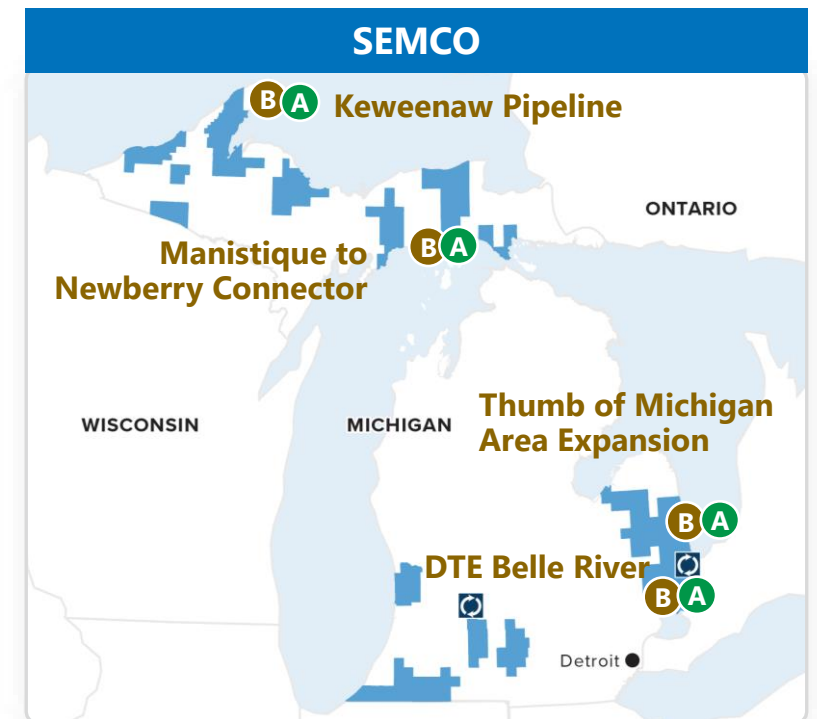 SEMCO
B A Keweenaw Pipeline
ONTARIO
Manistique to
Newberry Connector
B A
WISCONSIN
MICHIGAN
Thumb of Michigan
Area Expansion
B A
DTE Belle River
B A
Detroit